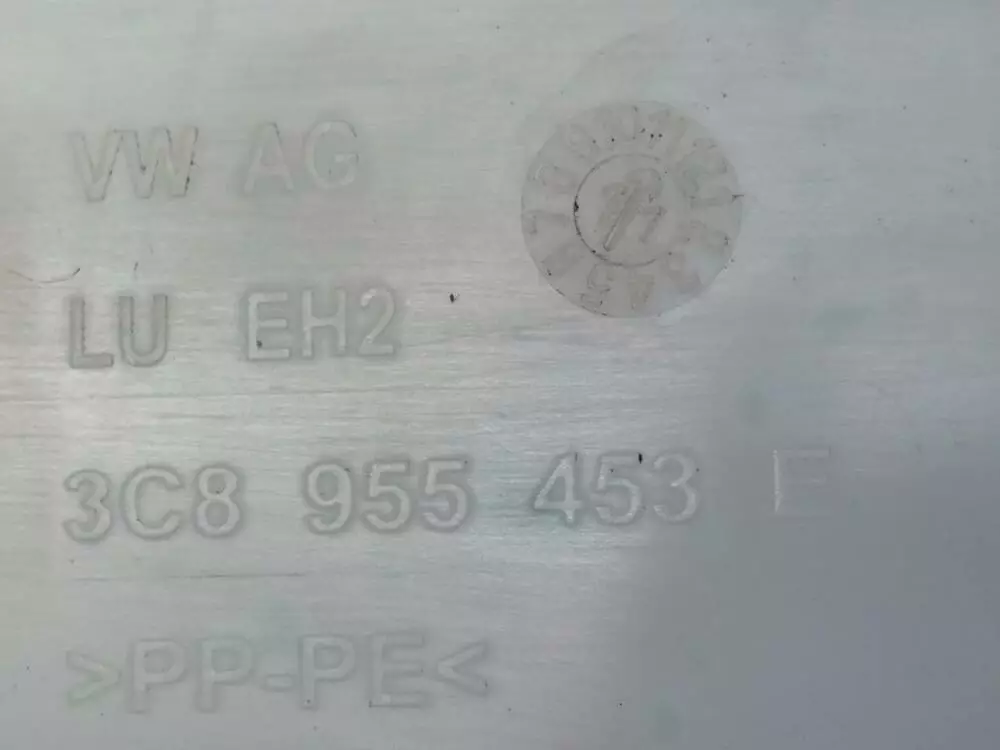 VW AG
LU EH2
3C8 955 453 E
>PP-PE<